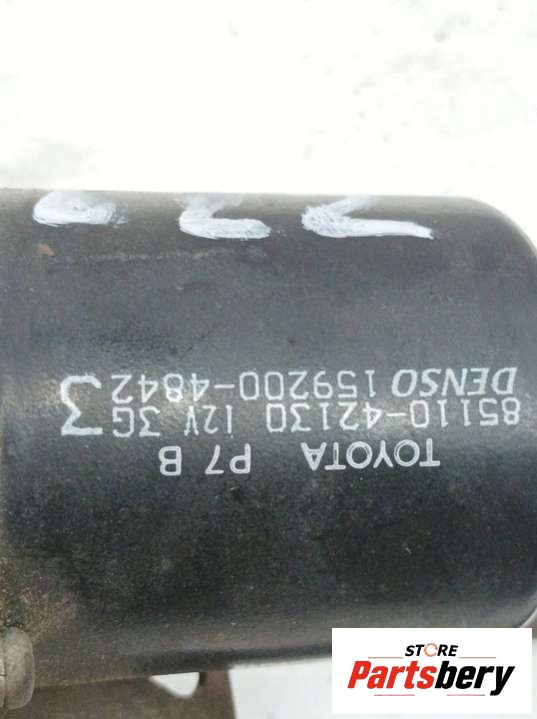 TOYOTA P7 B
85110-42130 12V 3G
DENSO 159200-4842
3
STORE
Partsbery